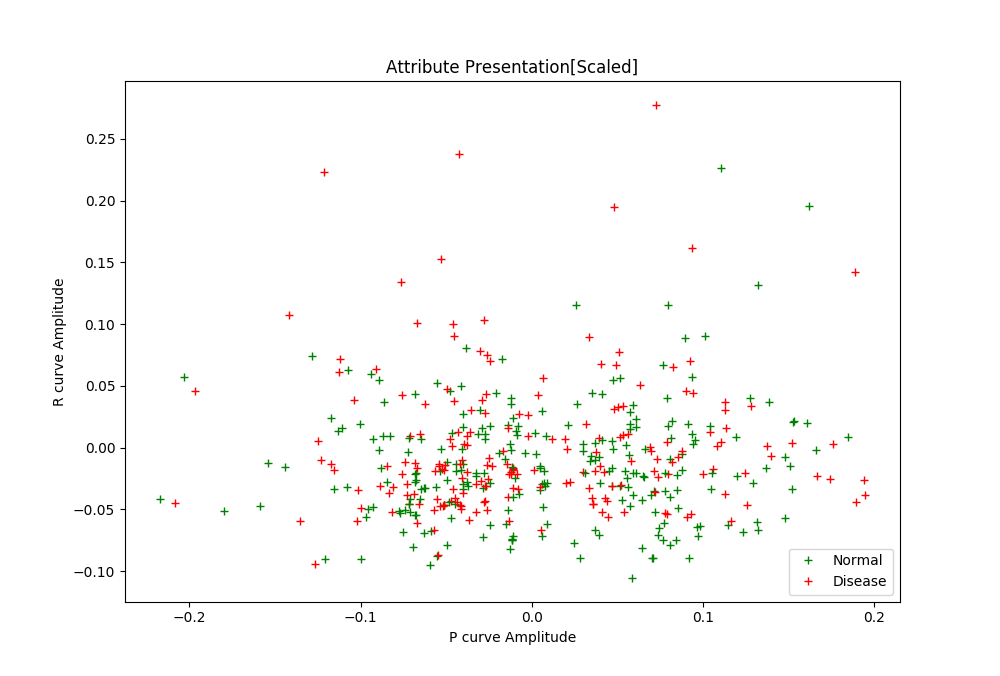 Attribute Presentation[Scaled]
0.25
0.20
0.15
0.10
0.05
0.00
−0.05
−0.10
R curve Amplitude
−0.2
−0.1
0.0
0.1
0.2
P curve Amplitude
Normal
Disease